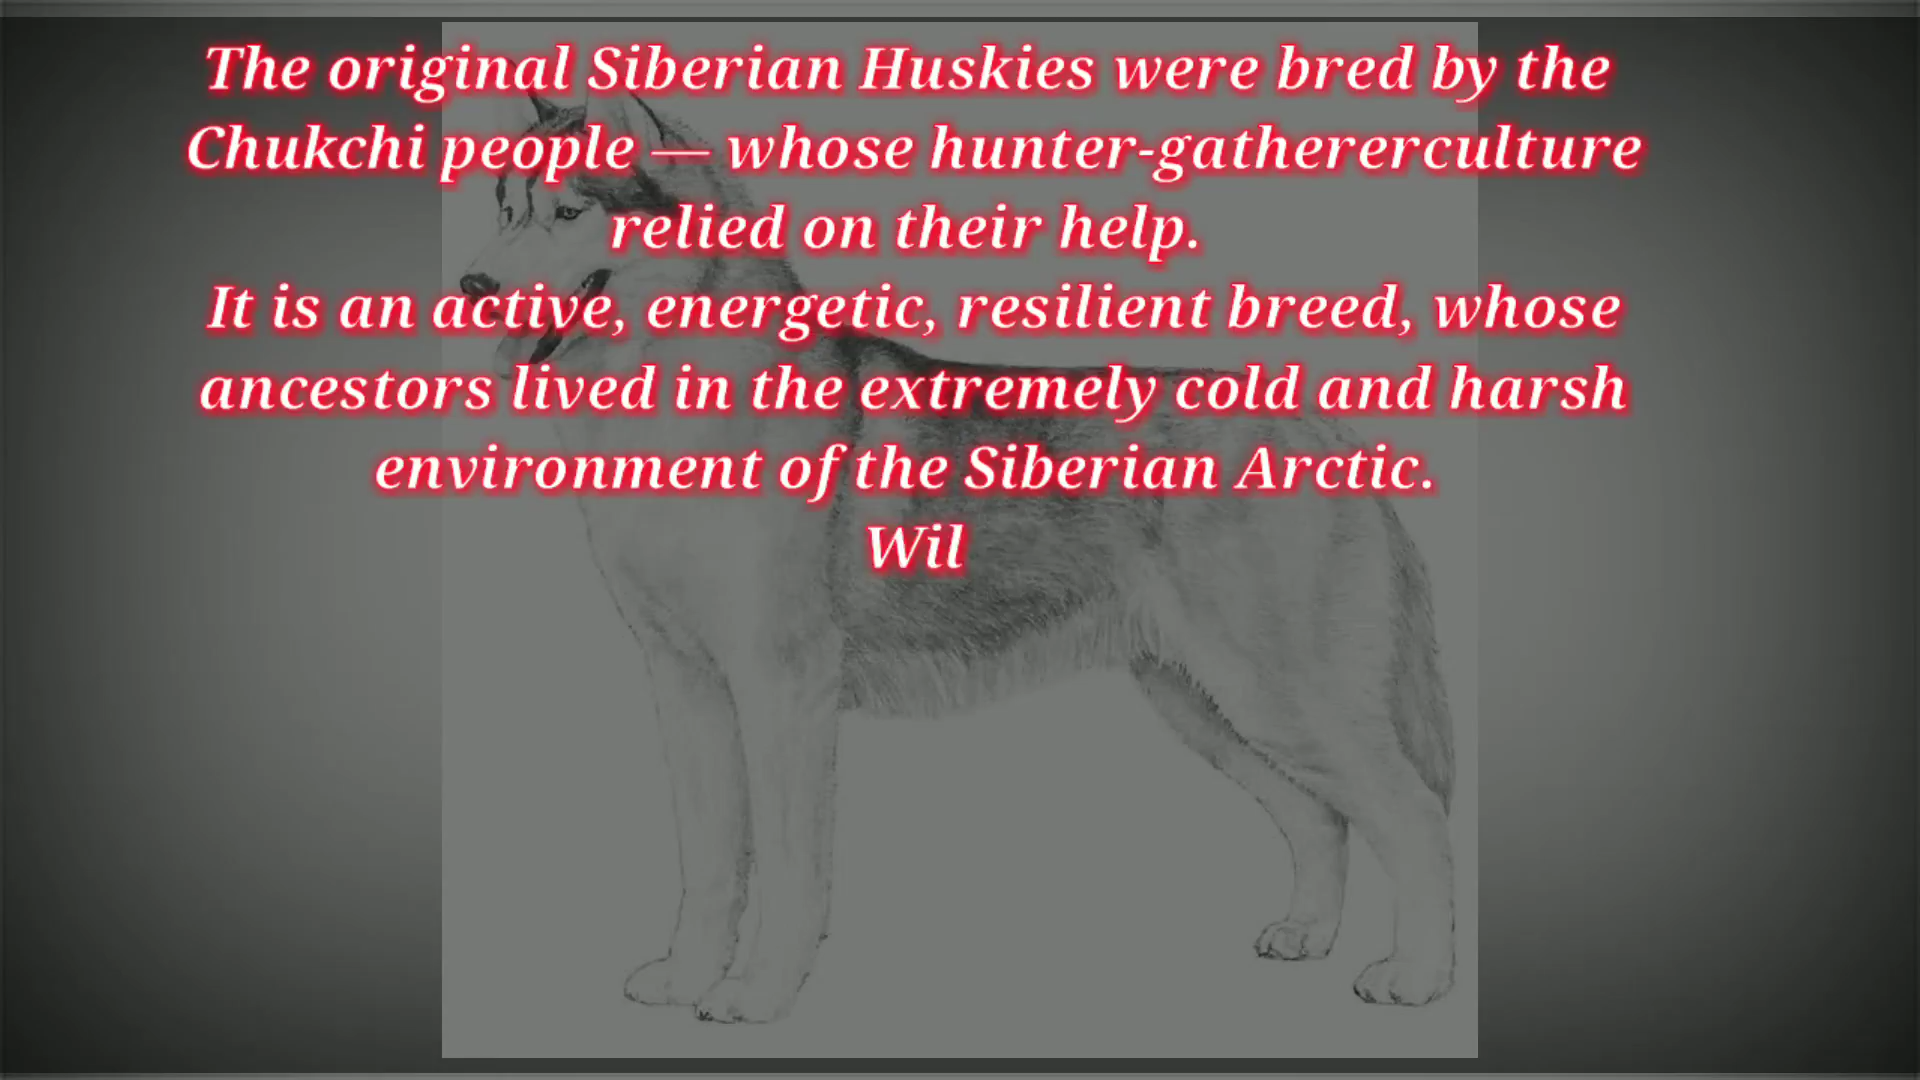 The original Siberian Huskies were bred by the
Chukchi people — whose hunter-gathererculture
relied on their help.
It is an active, energetic, resilient breed, whose
ancestors lived in the extremely cold and harsh
environment of the Siberian Arctic.
Wil